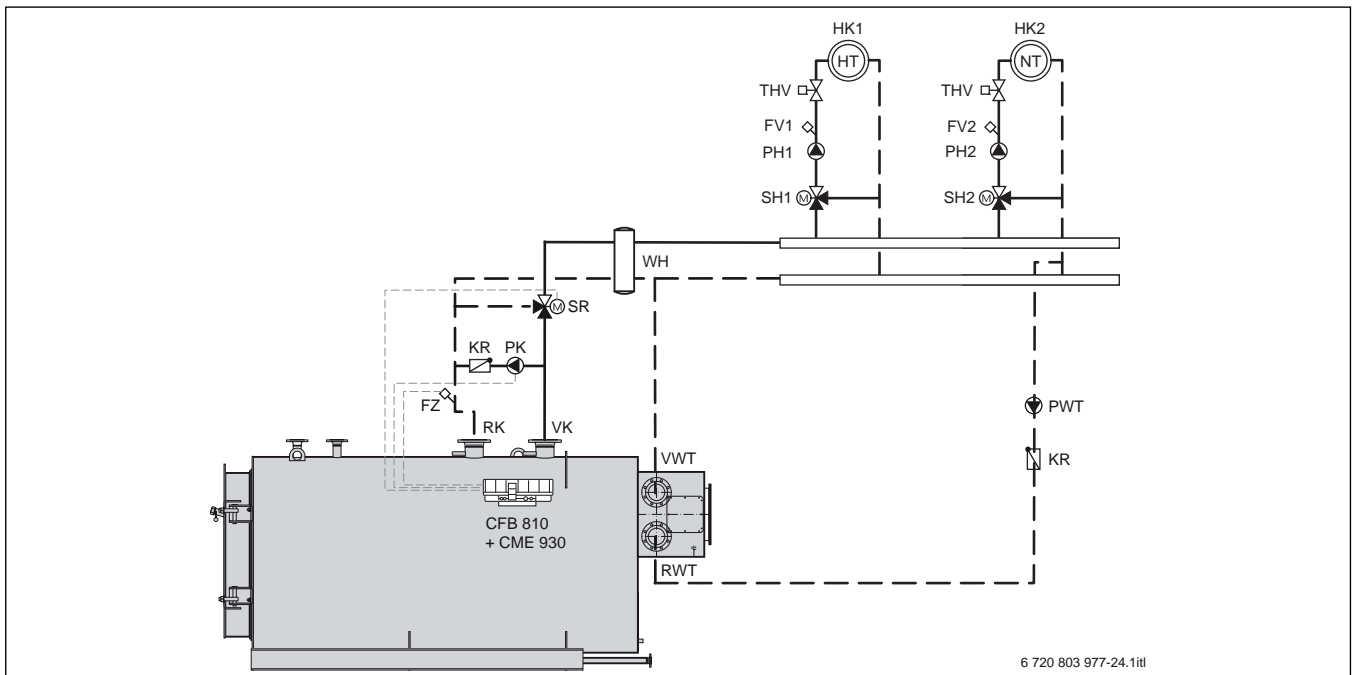 HK1
HK2
HT
NT
THV
THV
FV1
FV2
PH1
PH2
SH1
M
SH2
M
WH
M
SR
KR
PK
FZ
RK
VK
PWT
KR
VWT
CFB 810
+ CME 930
RWT
6 720 803 977-24.1itl